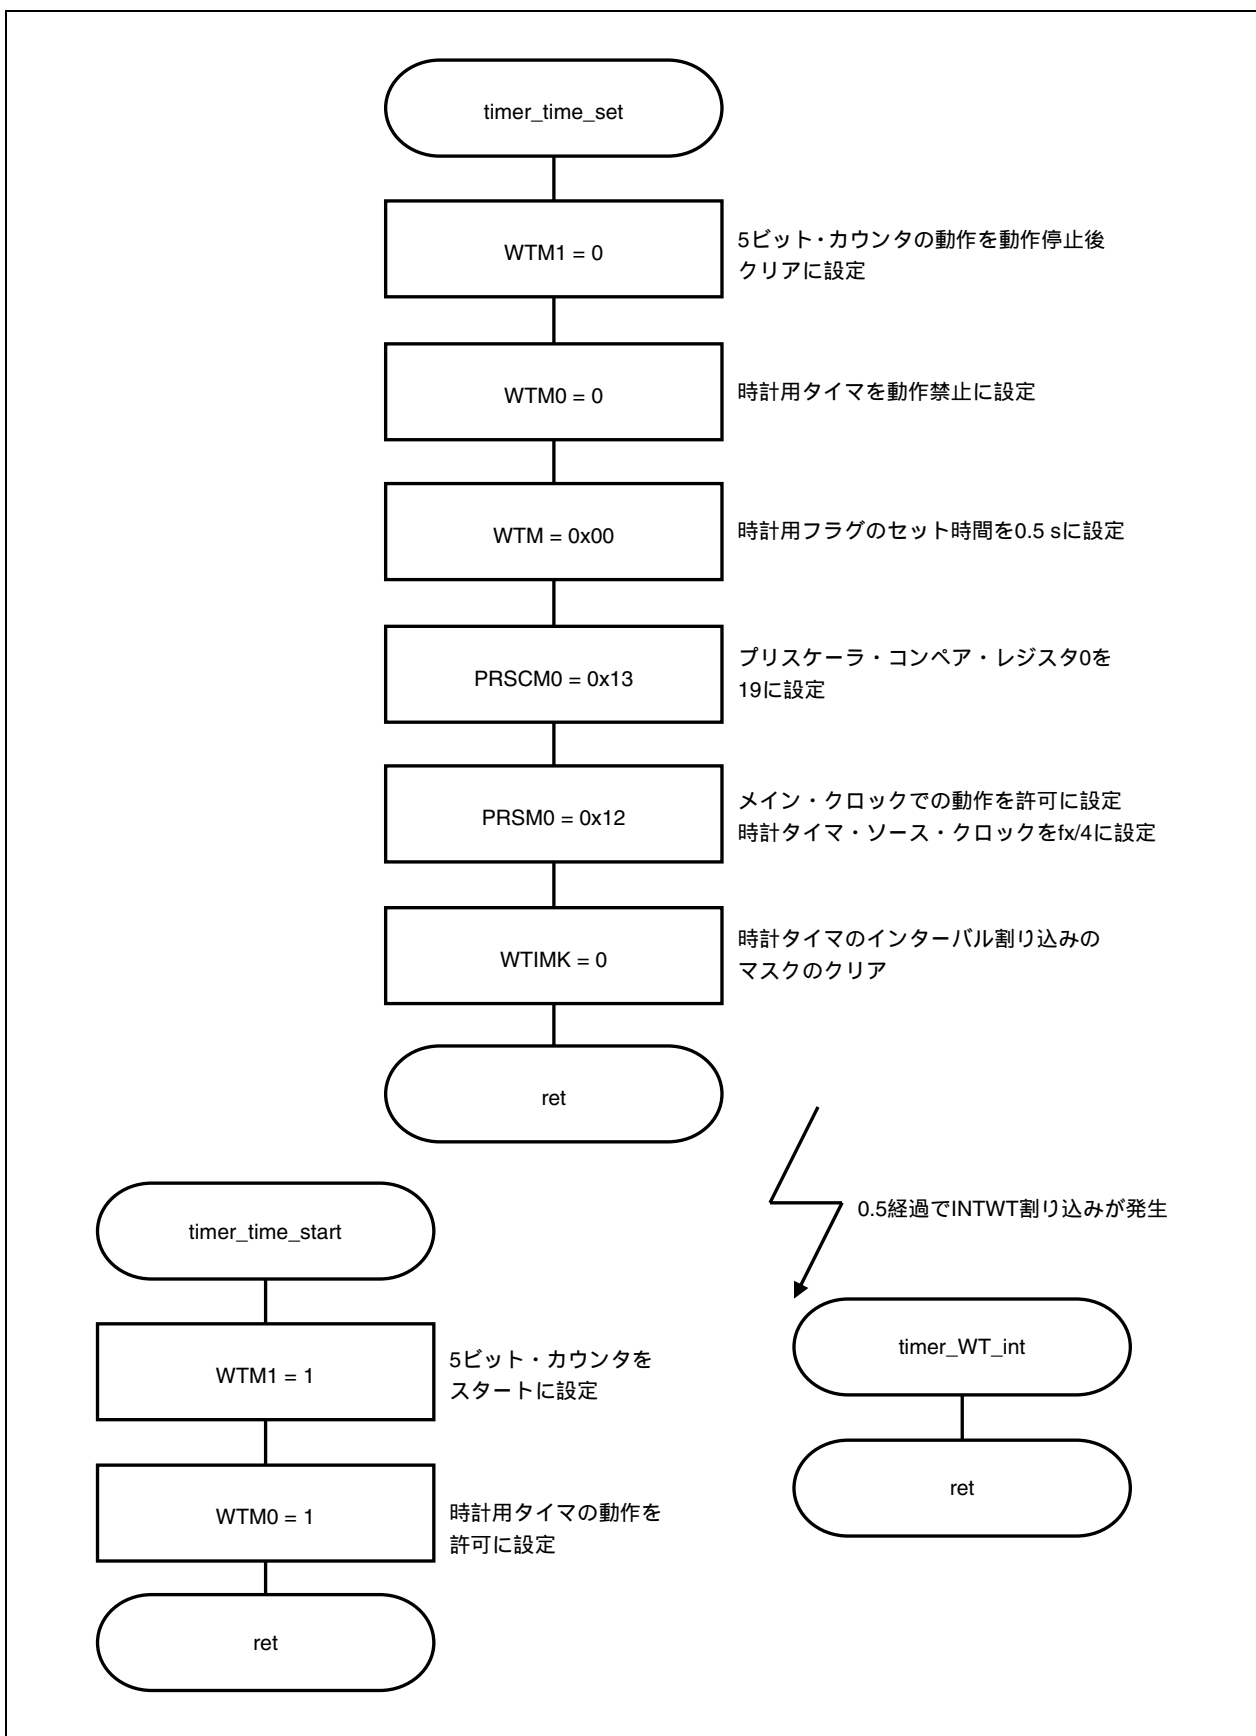 timer_time_set
WTM1 = 0
5ビット・カウンタの動作を動作停止後
クリアに設定
WTM0 = 0
時計用タイマを動作禁止に設定
WTM = 0x00
時計用フラグのセット時間を0.5 sに設定
PRSCM0 = 0x13
プリスケーラ・コンペア・レジスタ0を
19に設定
PRSM0 = 0x12
メイン・クロックでの動作を許可に設定
時計タイマ・ソース・クロックをfx/4に設定
WTIMK = 0
時計タイマのインターバル割り込みの
マスクのクリア
ret
timer_time_start
WTM1 = 1
5ビット・カウンタを
スタートに設定
WTM0 = 1
時計用タイマの動作を
許可に設定
ret
0.5経過でINTWT割り込みが発生
timer_WT_int
ret